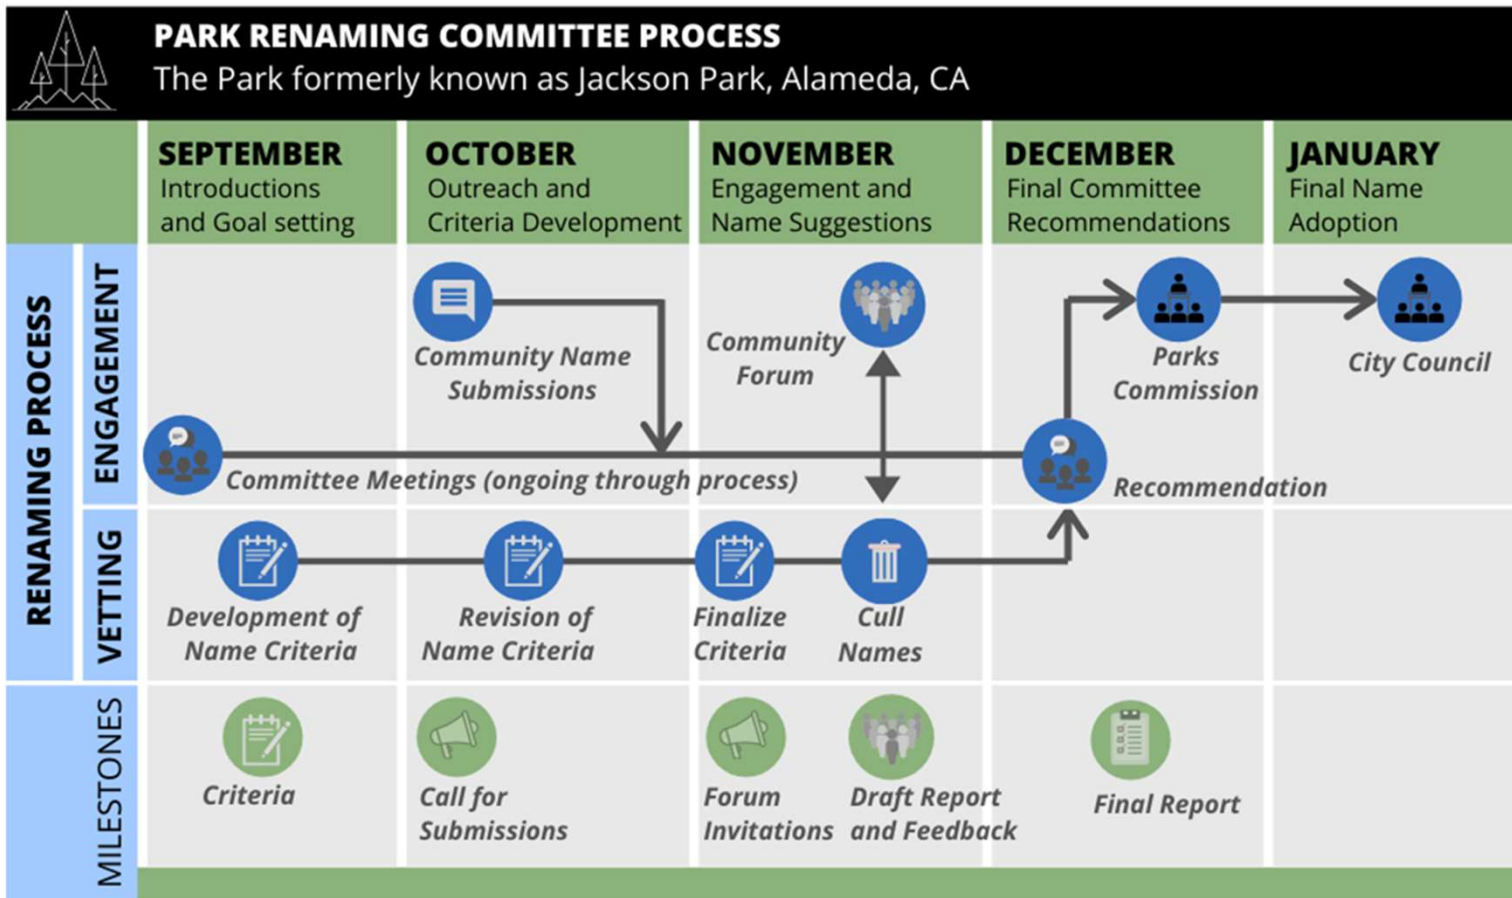 PARK RENAMING COMMITTEE PROCESS
The Park formerly known as Jackson Park, Alameda, CA
SEPTEMBER
Introductions
and Goal setting
OCTOBER
Outreach and
Criteria Development
NOVEMBER
Engagement and
Name Suggestions
DECEMBER
Final Committee
Recommendations
JANUARY
Final Name
Adoption
RENAMING PROCESS
ENGAGEMENT
Community Name
Submissions
Community
Forum
Parks
Commission
City Council
Committee Meetings (ongoing through process)
Recommendation
VETTING
Development of
Name Criteria
Revision of
Name Criteria
Finalize
Criteria
Cull
Names
MILESTONES
Criteria
Call for
Submissions
Forum
Invitations
Draft Report
and Feedback
Final Report